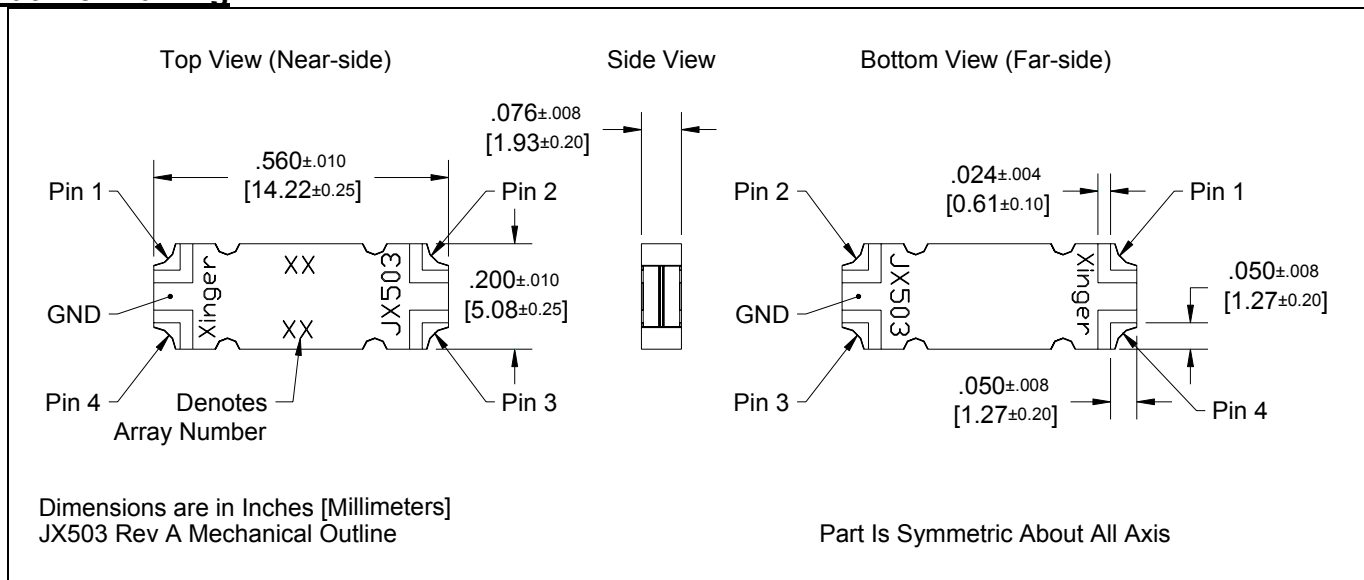 Top View (Near-side)
Side View
Bottom View (Far-side)
.076±.008
[1.93±0.20]
.560±.010
[14.22±0.25]
.024±.004
[0.61±0.10]
Pin 1
Pin 2
Pin 2
Pin 1
Xinger
XX
JX503
.200±.010
[5.08±0.25]
JX503
Xinger
.050±.008
[1.27±0.20]
GND
GND
XX
Pin 4
Denotes
Array Number
Pin 3
Pin 3
.050±.008
[1.27±0.20]
Pin 4
Dimensions are in Inches [Millimeters]
JX503 Rev A Mechanical Outline
Part Is Symmetric About All Axis